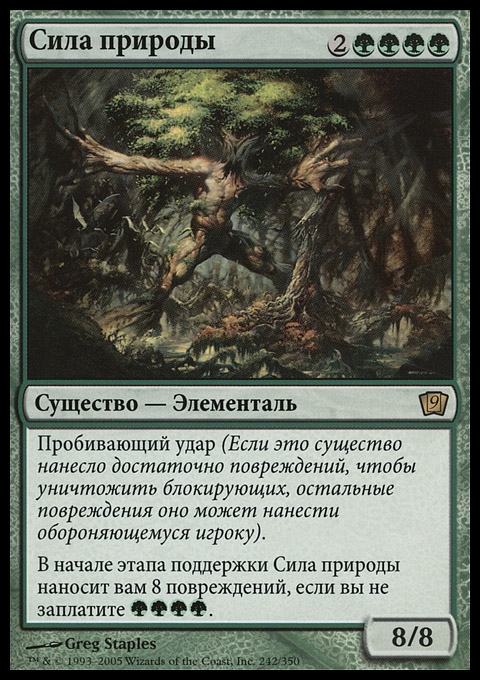 Сила природы 2
Существо — Элементаль 9
Пробивающий удар (Если это существо
нанесло достаточно повреждений, чтобы
уничтожить блокирующих, остальные
повреждения оно может нанести
обороняющемуся игроку).
В начале этапа поддержки Сила природы
наносит вам 8 повреждений, если вы не
заплатите .
Greg Staples
8/8
™ & © 1993–2005 Wizards of the Coast, Inc. 242/350